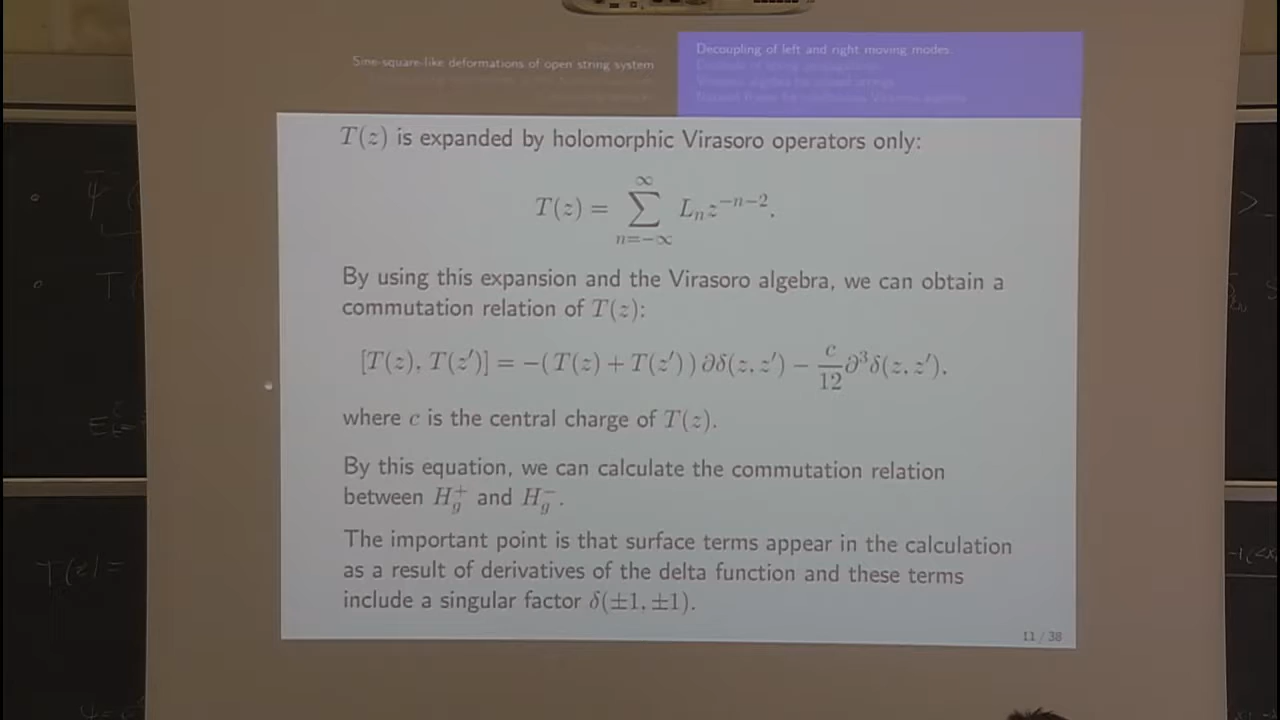 Sine-square-like deformations of open string system
Decoupling of left and right moving modes
T(z) is expanded by holomorphic Virasoro operators only:
T(z) = ∑_{n=−∞}^{∞} L_n z^{−n−2}.
By using this expansion and the Virasoro algebra, we can obtain a
commutation relation of T(z):
[T(z), T(z′)] = −(T(z) + T(z′)) ∂δ(z, z′) − c/12 ∂³δ(z, z′),
where c is the central charge of T(z).
By this equation, we can calculate the commutation relation
between H_g^+ and H_g^−.
The important point is that surface terms appear in the calculation
as a result of derivatives of the delta function and these terms
include a singular factor δ(±1, ±1).
11 / 38
T(z) =